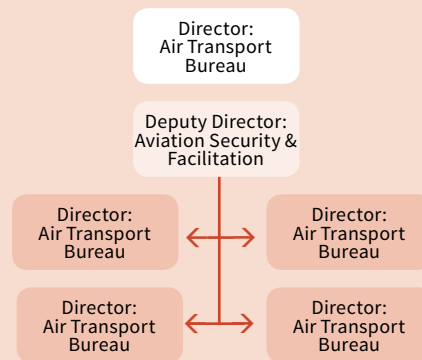 Director:
Air Transport
Bureau
Deputy Director:
Aviation Security &
Facilitation
Director:
Air Transport
Bureau
Director:
Air Transport
Bureau
Director:
Air Transport
Bureau
Director:
Air Transport
Bureau